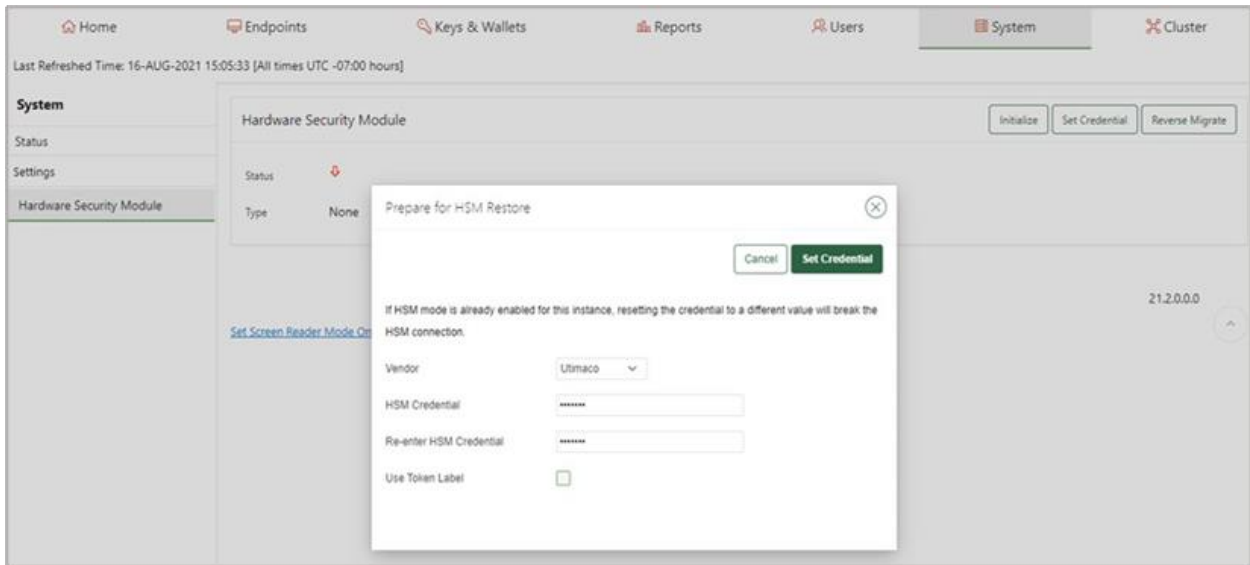 Home Endpoints Keys & Wallets Reports Users System Cluster
Last Refreshed Time: 16-AUG-2021 15:05:33 [All times UTC -07:00 hours]
System
Status
Settings
Hardware Security Module
Hardware Security Module Initialize Set Credential Reverse Migrate
Status
Type None
Prepare for HSM Restore
Cancel Set Credential
If HSM mode is already enabled for this instance, resetting the credential to a different value will break the
HSM connection.
Vendor Utimaco
HSM Credential •••••••
Re-enter HSM Credential •••••••
Use Token Label
Set Screen Reader Mode On
21.2.0.0.0